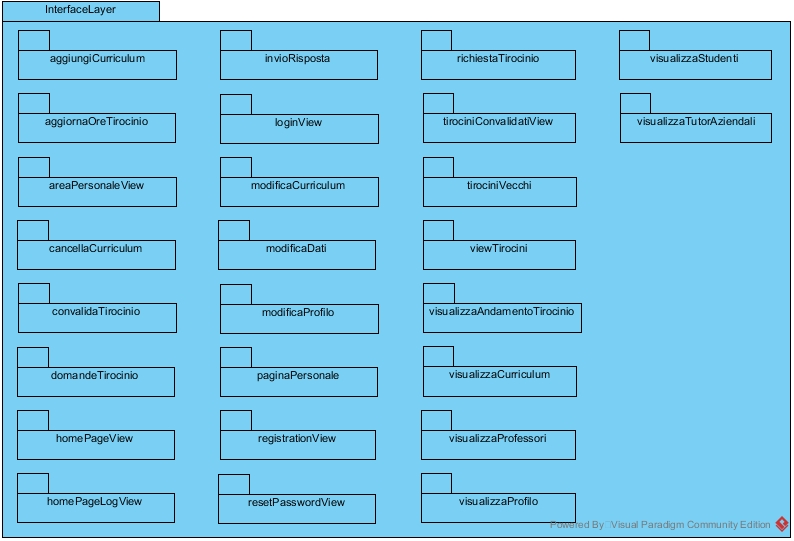 InterfaceLayer
aggiungiCurriculum
invioRisposta
richiestaTirocinio
visualizzaStudenti
aggiornaOreTirocinio
loginView
tirociniConvalidatiView
visualizzaTutorAziendali
areaPersonaleView
modificaCurriculum
tirociniVecchi
cancellaCurriculum
modificaDati
viewTirocini
convalidaTirocinio
modificaProfilo
visualizzaAndamentoTirocinio
domandeTirocinio
paginaPersonale
visualizzaCurriculum
homePageView
registrationView
visualizzaProfessori
homePageLogView
resetPasswordView
visualizzaProfilo
Powered By Visual Paradigm Community Edition